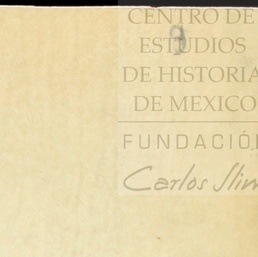 CENTRO DE
ESTUDIOS
DE HISTORIA
DE MEXICO
FUNDACIÓN
Carlos Slim